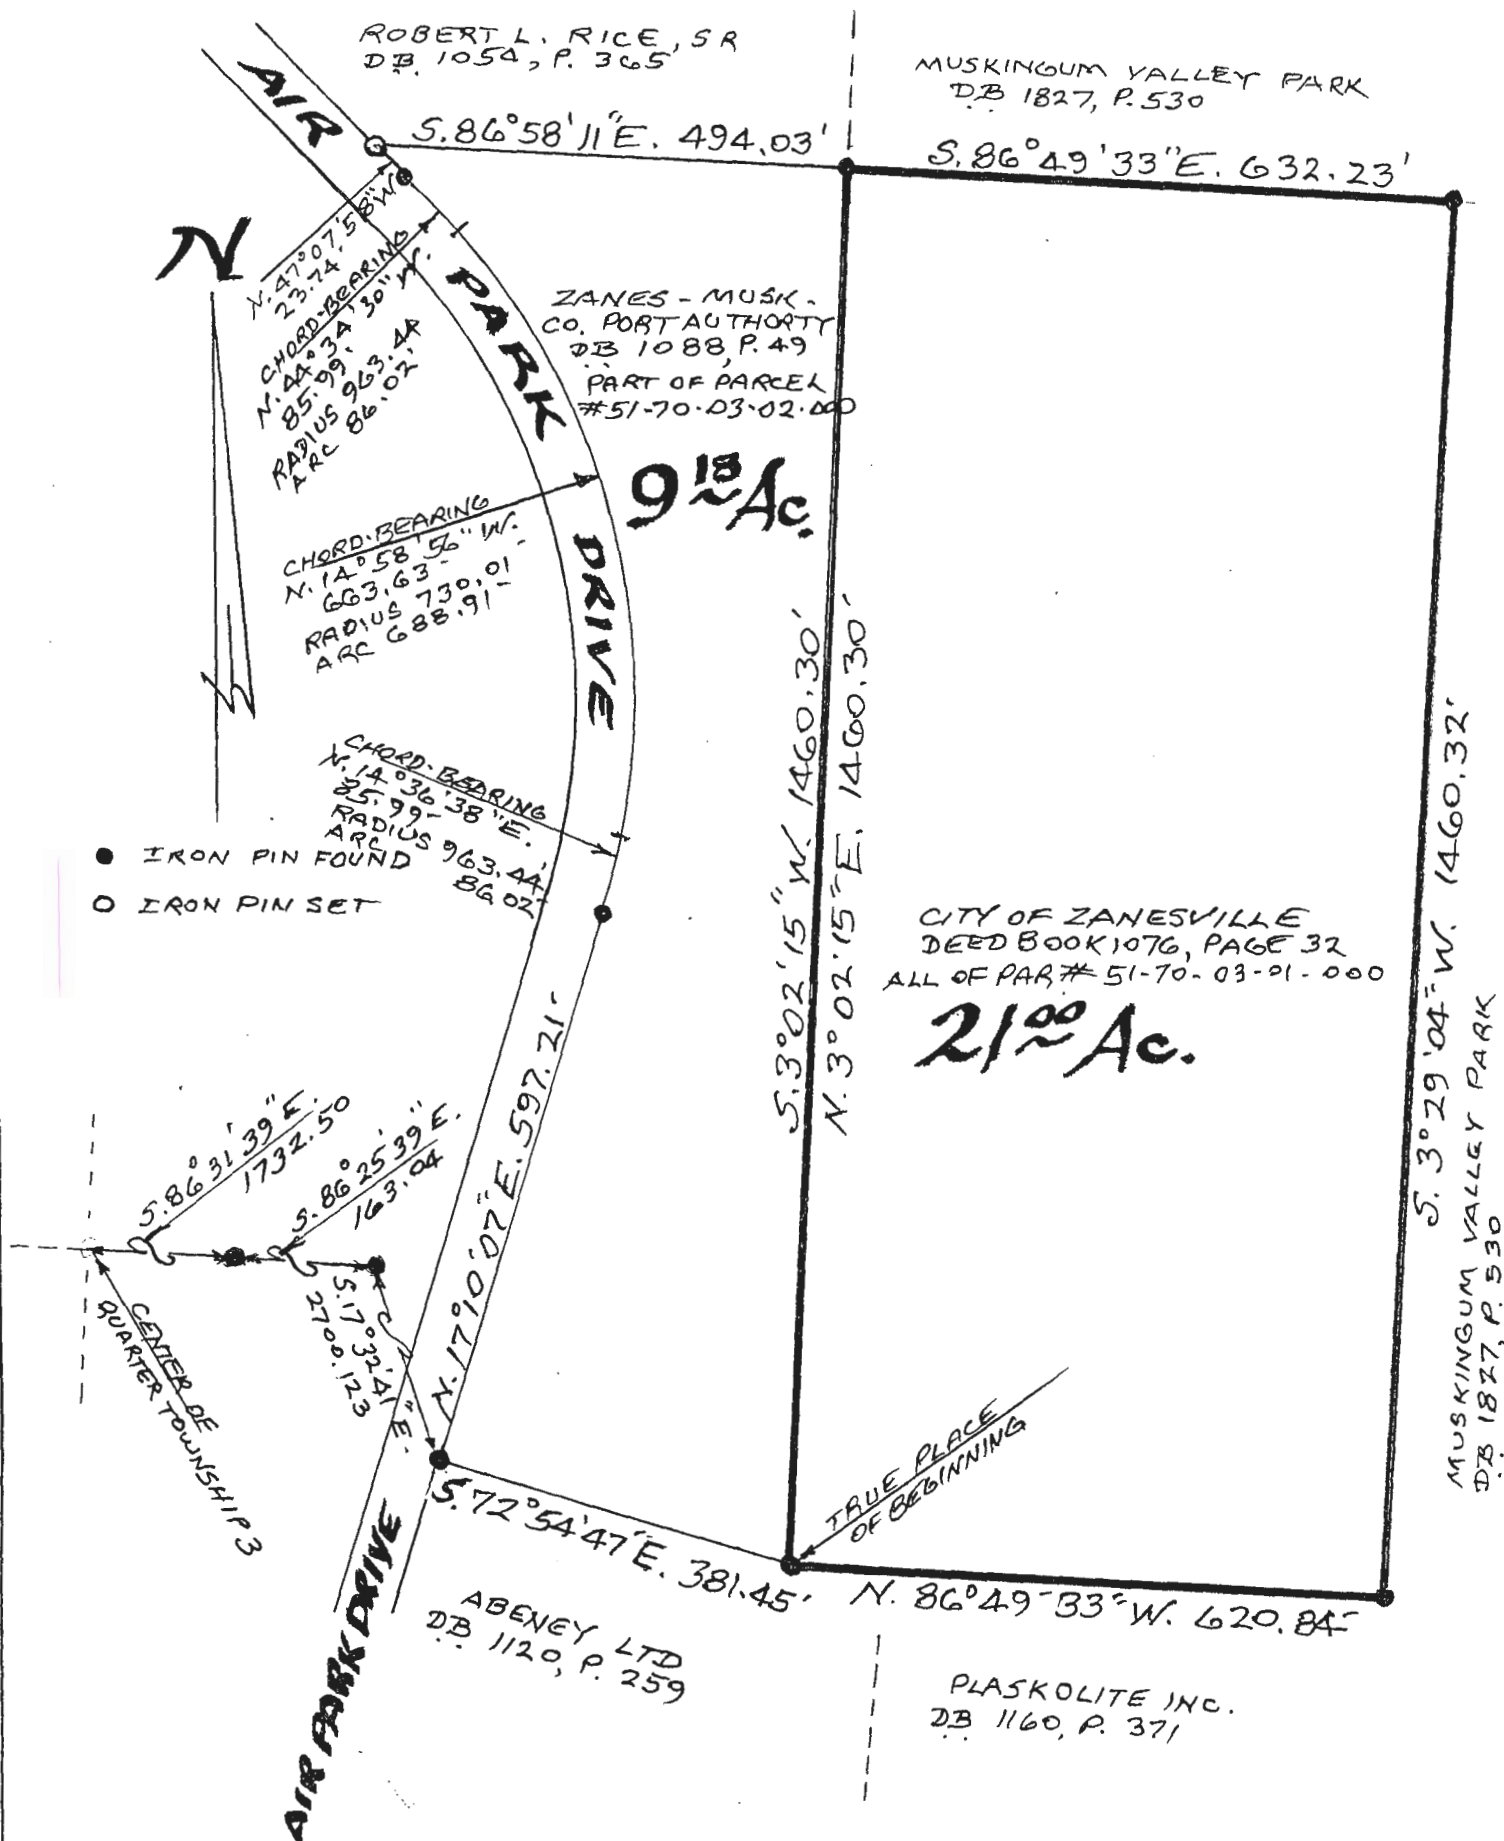 ROBERT L. RICE, SR
DB. 1054, P. 365
MUSKINGUM VALLEY PARK
DB 1827, P. 530
S. 86° 58' 11" E. 494.03'
S. 86° 49' 33" E. 632.23'
AIR PARK DRIVE
N
N. 47° 07' 58" W
23.74'
CHORD-BEARING
N. 44° 34' 30" W.
85.99'
RADIUS 963.44
ARC 86.02'
ZANES - MUSK -
CO. PORT AUTHORTY
DB 1088, P. 49
PART OF PARCEL
#51-70-03-02-000
9 18 Ac.
CHORD-BEARING
N. 14° 58' 56" W.
663.63'
RADIUS 730.01
ARC 688.91'
CHORD-BEARING
N. 14° 36' 38" E.
85.99'
RADIUS 963.44'
ARC 86.02'
● IRON PIN FOUND
○ IRON PIN SET
S. 3° 02' 15" W. 1460.30'
N. 3° 02' 15" E. 1460.30'
S. 3° 29' 04" W. 1460.32'
CITY OF ZANESVILLE
DEED BOOK 1076, PAGE 32
ALL OF PAR # 51-70-03-01-000
21 00 Ac.
MUSKINGUM VALLEY PARK
DB 1827, P. 530
N. 17° 10' 07" E. 597.21'
S. 86° 31' 39" E.
1732.50
S. 86° 25' 39" E.
163.04
S. 17° 32' 41" E.
2700.123
CENTER OF
QUARTER TOWNSHIP 3
TRUE PLACE
OF BEGINNING
S. 72° 54' 47" E. 381.45'
N. 86° 49' 33" W. 620.84'
AIR PARK DRIVE
ABENEY LTD
DB 1120, P. 259
PLASKOLITE INC.
DB 1160, P. 371